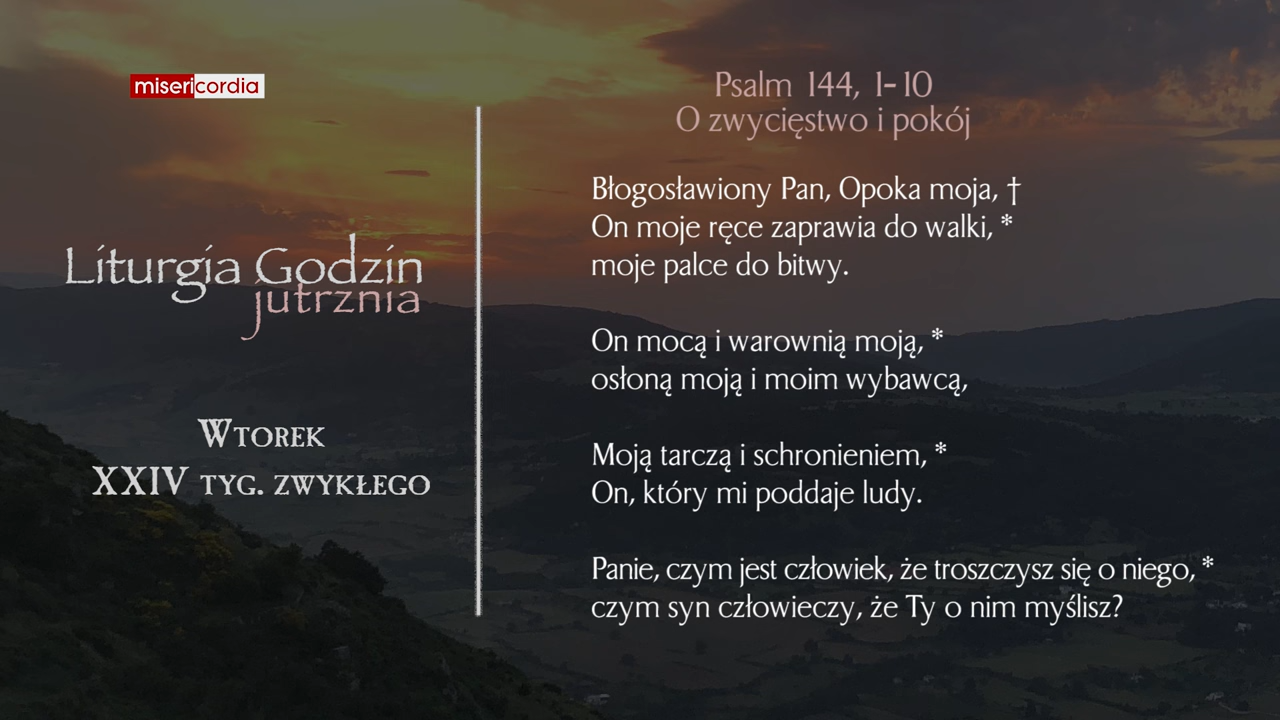 misericordia
Liturgia Godzin
jutrznia
Wtorek
XXIV tyg. zwykłego
Psalm 144, 1-10
O zwycięstwo i pokój
Błogosławiony Pan, Opoka moja, †
On moje ręce zaprawia do walki, *
moje palce do bitwy.
On mocą i warownią moją, *
osłoną moją i moim wybawcą,
Moją tarczą i schronieniem, *
On, który mi poddaje ludy.
Panie, czym jest człowiek, że troszczysz się o niego, *
czym syn człowieczy, że Ty o nim myślisz?